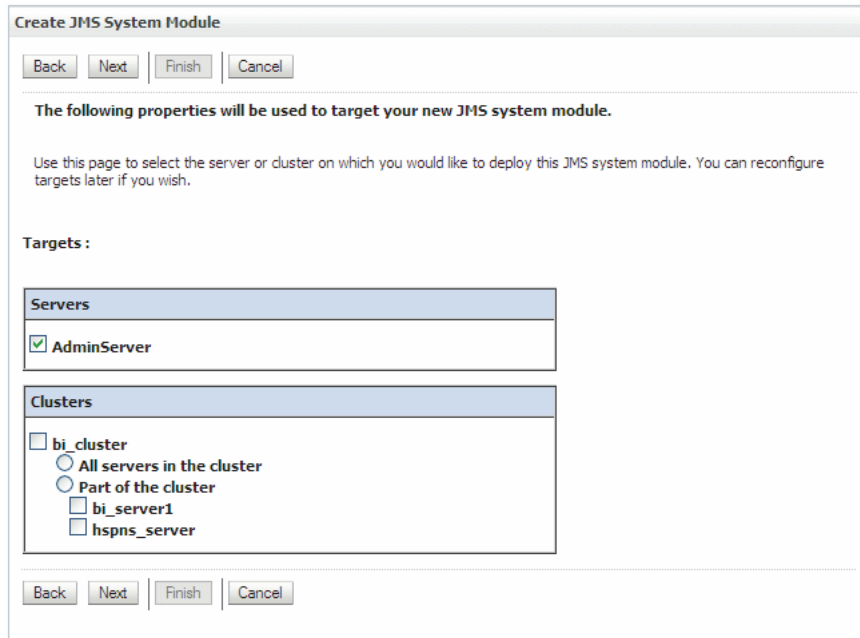 Create JMS System Module
Back Next Finish Cancel
The following properties will be used to target your new JMS system module.
Use this page to select the server or cluster on which you would like to deploy this JMS system module. You can reconfigure
targets later if you wish.
Targets :
Servers
AdminServer
Clusters
bi_cluster
All servers in the cluster
Part of the cluster
bi_server1
hspns_server
Back Next Finish Cancel